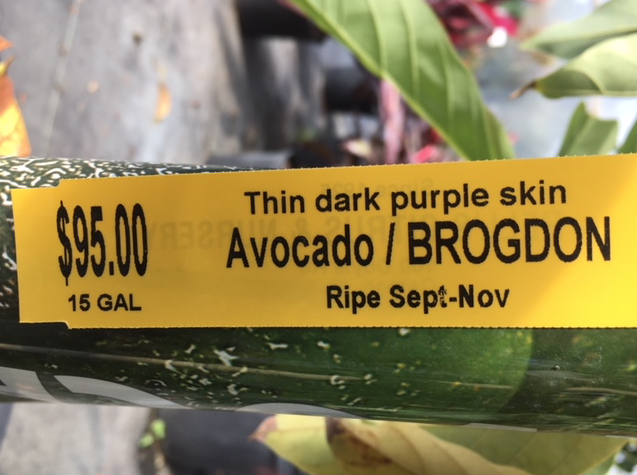 Thin dark purple skin
$95.00
Avocado / BROGDON
15 GAL
Ripe Sept-Nov